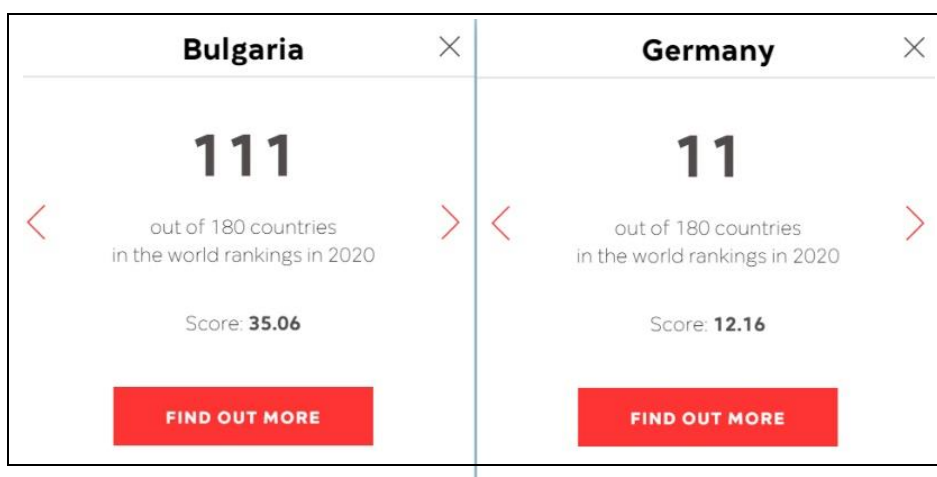 Bulgaria
111
out of 180 countries
in the world rankings in 2020
Score: 35.06
FIND OUT MORE
Germany
11
out of 180 countries
in the world rankings in 2020
Score: 12.16
FIND OUT MORE